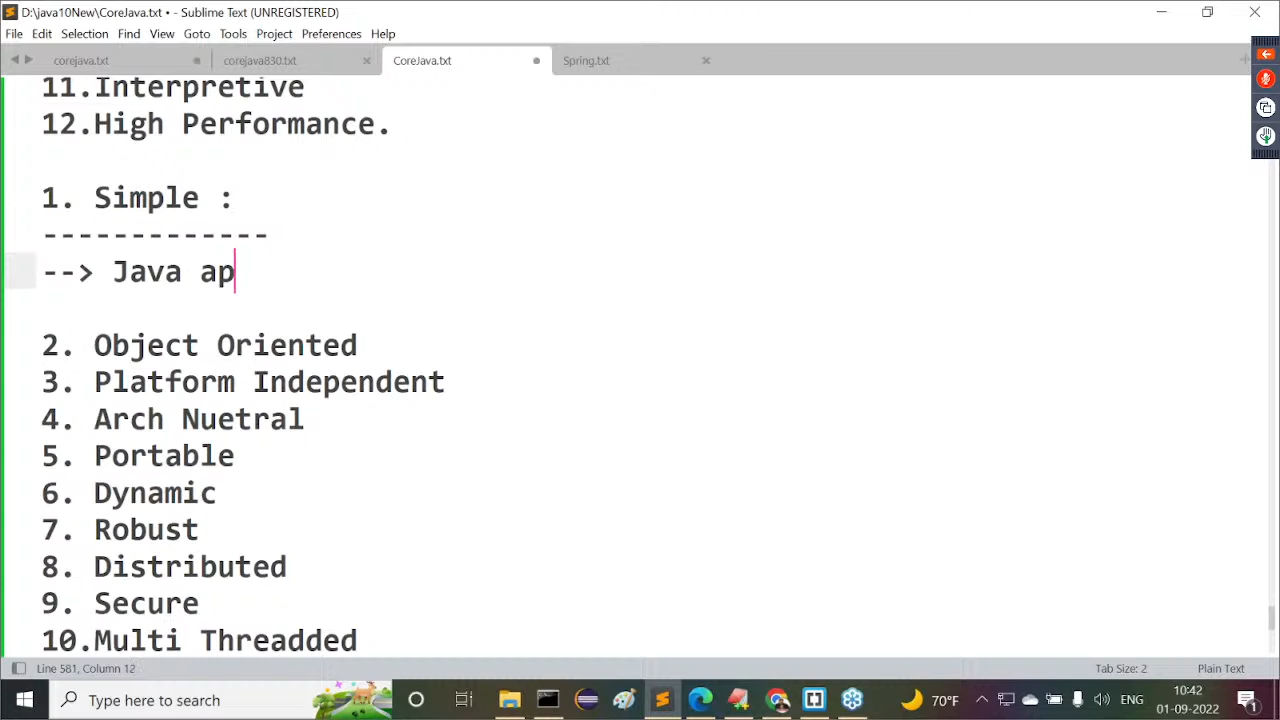 D:\java10New\CoreJava.txt • - Sublime Text (UNREGISTERED)
File Edit Selection Find View Goto Tools Project Preferences Help
corejava.txt corejava830.txt CoreJava.txt Spring.txt
11.Interpretive
12.High Performance.
1. Simple :
-------------
--> Java ap
2. Object Oriented
3. Platform Independent
4. Arch Nuetral
5. Portable
6. Dynamic
7. Robust
8. Distributed
9. Secure
10.Multi Threadded
Line 581, Column 12 Tab Size: 2 Plain Text
Type here to search 70°F ENG 10:42
01-09-2022 1